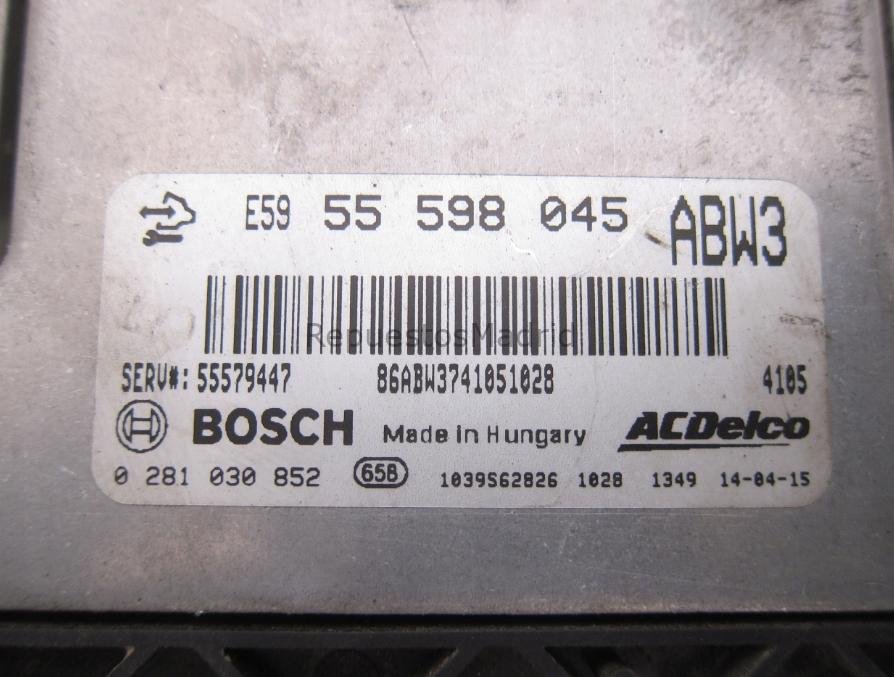 E59 55 598 045 ABW3
RepuestosMadrid
SERV#: 55579447 86ABW3741051028 4105
BOSCH Made in Hungary ACDelco
0 281 030 852 65B 1039S62826 1028 1349 14-04-15